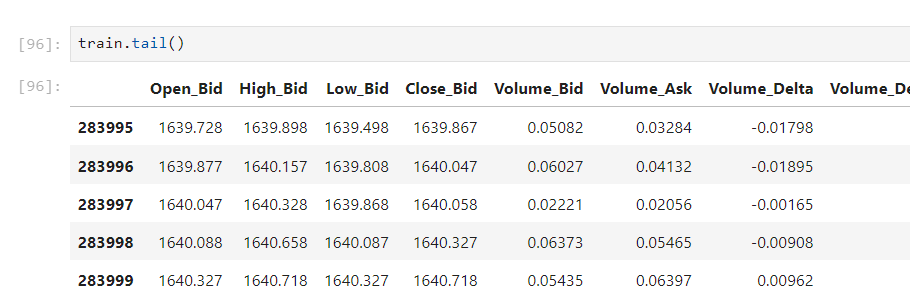 [96]: train.tail()
[96]:
Open_Bid High_Bid Low_Bid Close_Bid Volume_Bid Volume_Ask Volume_Delta Volume_De
283995 1639.728 1639.898 1639.498 1639.867 0.05082 0.03284 -0.01798
283996 1639.877 1640.157 1639.808 1640.047 0.06027 0.04132 -0.01895
283997 1640.047 1640.328 1639.868 1640.058 0.02221 0.02056 -0.00165
283998 1640.088 1640.658 1640.087 1640.327 0.06373 0.05465 -0.00908
283999 1640.327 1640.718 1640.327 1640.718 0.05435 0.06397 0.00962